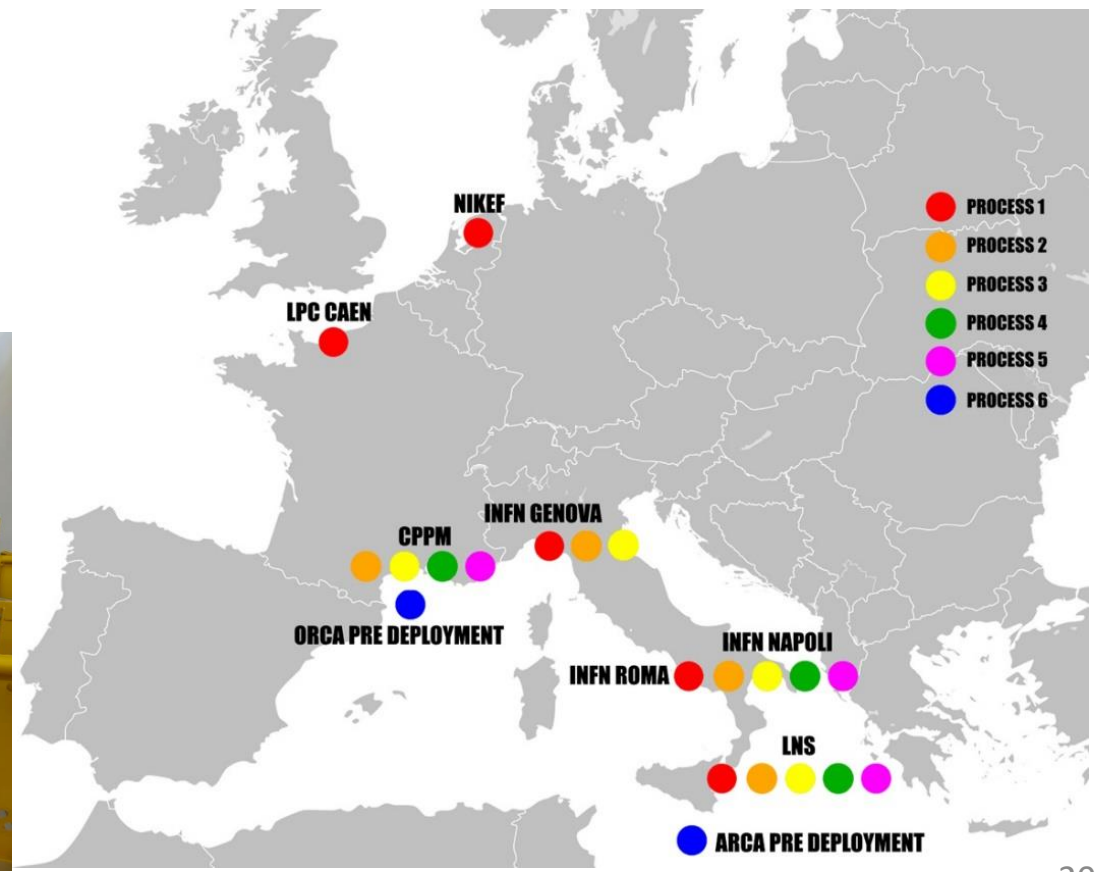 NIKEF
LPC CAEN
PROCESS 1
PROCESS 2
PROCESS 3
PROCESS 4
PROCESS 5
PROCESS 6
INFN GENOVA
CPPM
ORCA PRE DEPLOYMENT
INFN NAPOLI
INFN ROMA
LNS
ARCA PRE DEPLOYMENT